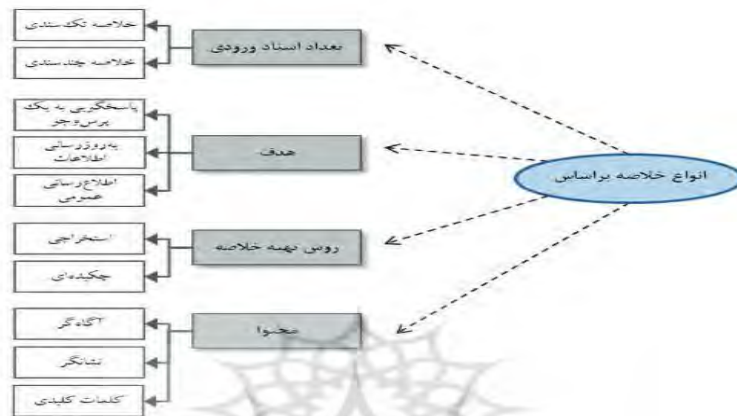 انواع خلاصه براساس
تعداد اسناد ورودی
خلاصه تک‌سندی
خلاصه چندسندی
هدف
پاسخگویی به یک
پرس‌وجو
به‌روزرسانی
اطلاعات
اطلاع‌رسانی
عمومی
روش تهیه خلاصه
استخراجی
چکیده‌ای
محتوا
آگاه‌گر
نشانگر
کلمات کلیدی